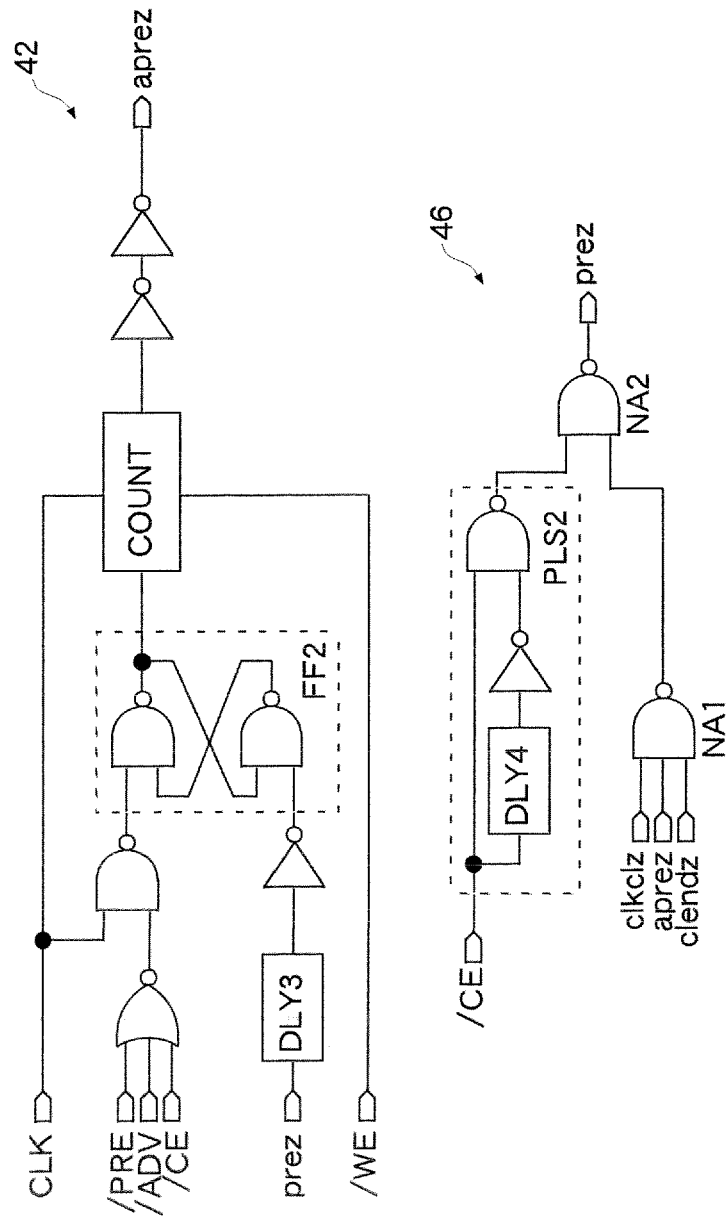 42
CLK
/PRE
/ADV
/CE
prez
/WE
DLY3
FF2
COUNT
aprez
46
/CE
DLY4
PLS2
clkclz
aprez
clendz
NA1
NA2
prez